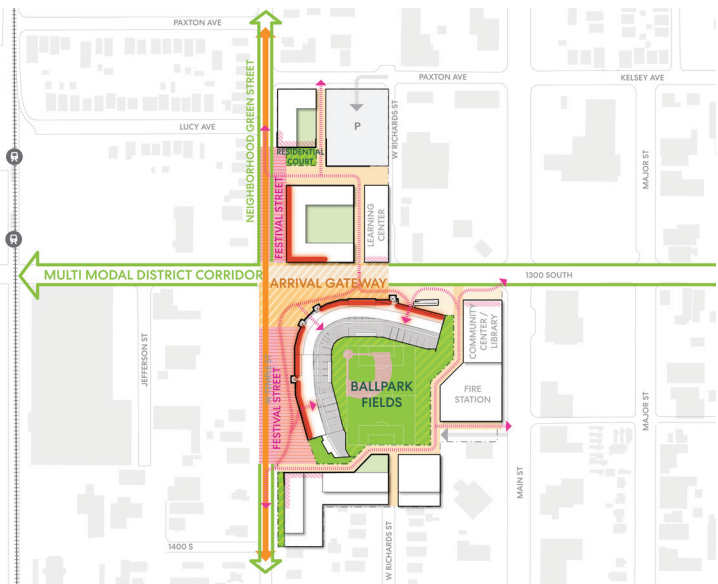 PAXTON AVE
PAXTON AVE
KELSEY AVE
LUCY AVE
NEIGHBORHOOD GREEN STREET
P
W RICHARDS ST
RESIDENTIAL
COURT
MAJOR ST
FESTIVAL STREET
LEARNING
CENTER
MULTI MODAL DISTRICT CORRIDOR
ARRIVAL GATEWAY
1300 SOUTH
JEFFERSON ST
COMMUNITY
CENTER /
LIBRARY
FESTIVAL STREET
BALLPARK
FIELDS
FIRE
STATION
MAJOR ST
MAIN ST
W RICHARDS ST
1400 S